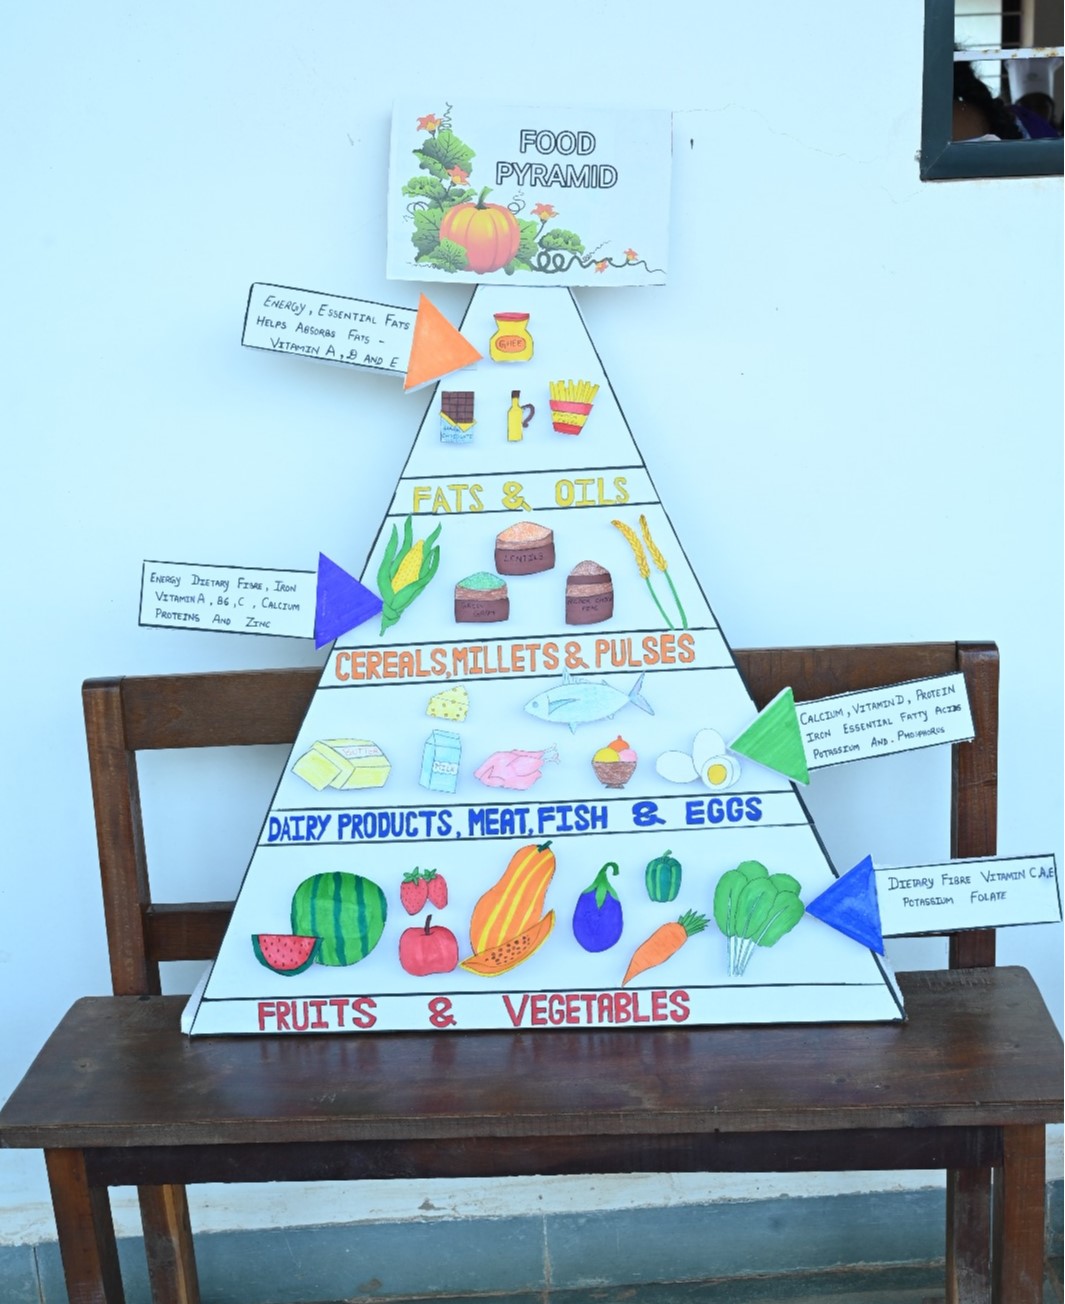 FOOD
PYRAMID
ENERGY, ESSENTIAL FATS
HELPS ABSORBS FATS -
VITAMIN A, B AND E
GHEE
FATS & OILS
LENTILS
ENERGY DIETARY FIBRE, IRON
VITAMIN A, B6, C, CALCIUM
PROTEINS AND ZINC
CEREALS, MILLETS & PULSES
CALCIUM, VITAMIN D, PROTEIN
IRON ESSENTIAL FATTY ACIDS
POTASSIUM AND. PHOSPHORUS
DAIRY PRODUCTS, MEAT, FISH & EGGS
DIETARY FIBRE VITAMIN C,A,E
POTASSIUM FOLATE
FRUITS & VEGETABLES